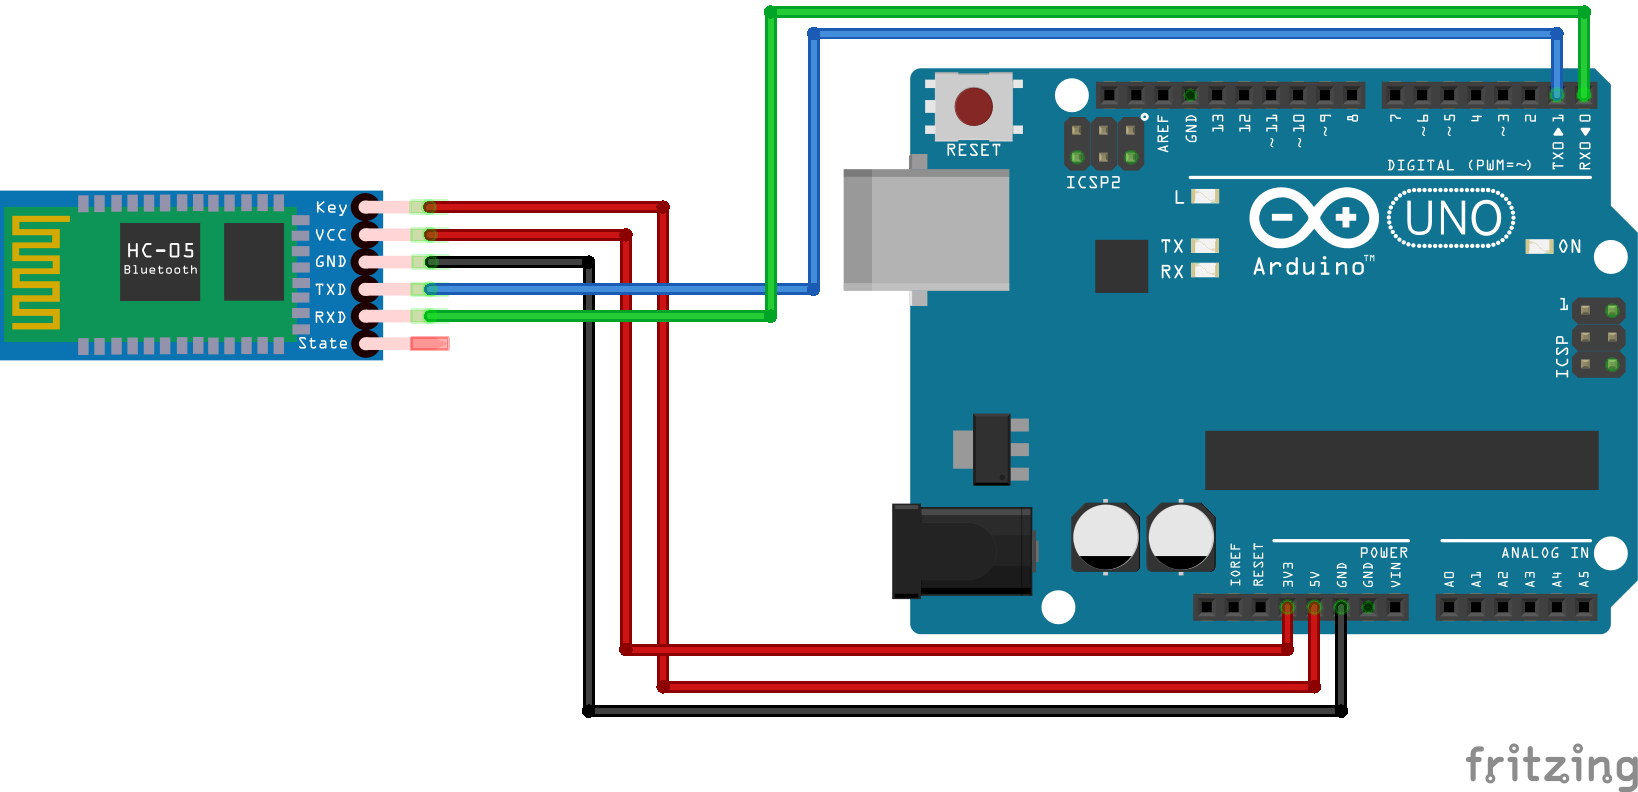 HC-05
Bluetooth
Key
VCC
GND
TXD
RXD
State
RESET
ICSP2
AREF
GND
13
12
~11
~10
~9
8
7
~6
~5
4
~3
2
TX0▶1
RX0◀0
DIGITAL (PWM=~)
L
TX
RX
UNO
ON
Arduino™
1
ICSP
IOREF
RESET
3V3
5V
GND
GND
VIN
POWER
ANALOG IN
A0
A1
A2
A3
A4
A5
fritzing